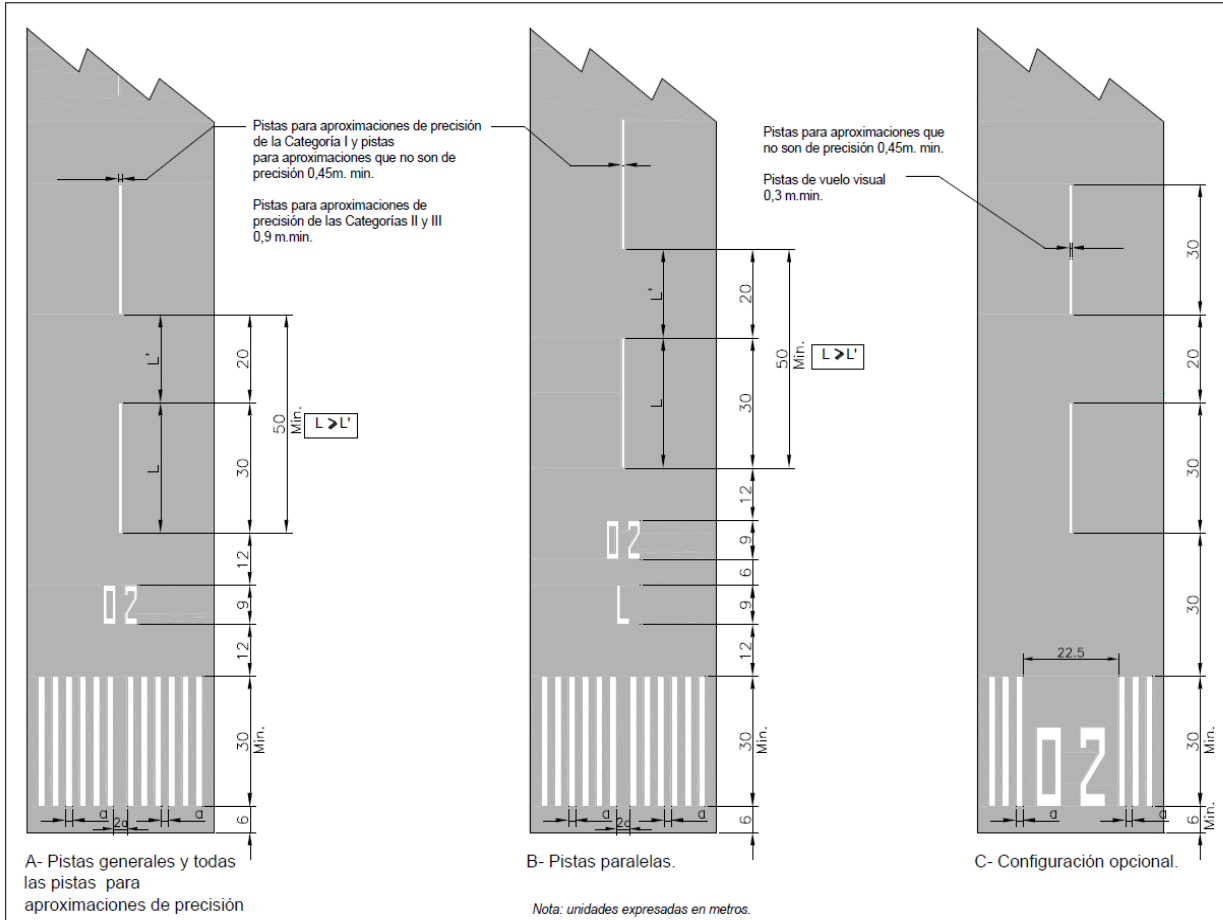 Pistas para aproximaciones de precisión
de la Categoría I y pistas
para aproximaciones que no son de
precisión 0,45m. min.
Pistas para aproximaciones de
precisión de las Categorías II y III
0,9 m.min.
L'
20
50
Min.
L ⩾ L'
L
30
12
02
9
12
30
Min.
a
2a
a
6
A- Pistas generales y todas
las pistas para
aproximaciones de precisión
L'
20
50
Min.
L ⩾ L'
L
30
12
02
9
6
L
9
12
30
Min.
a
2a
a
6
B- Pistas paralelas.
Nota: unidades expresadas en metros.
Pistas para aproximaciones que
no son de precisión 0,45m. min.
Pistas de vuelo visual
0,3 m.min.
30
20
30
30
22.5
02
30
Min.
a
a
6
Min.
C- Configuración opcional.